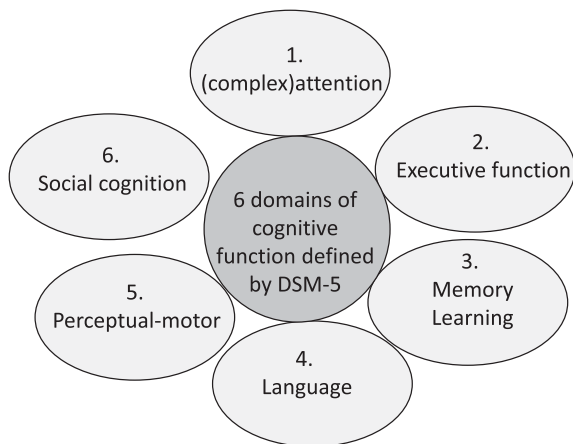 1.
(complex)attention
2.
Executive function
3.
Memory
Learning
4.
Language
5.
Perceptual-motor
6.
Social cognition
6 domains of
cognitive
function defined
by DSM-5